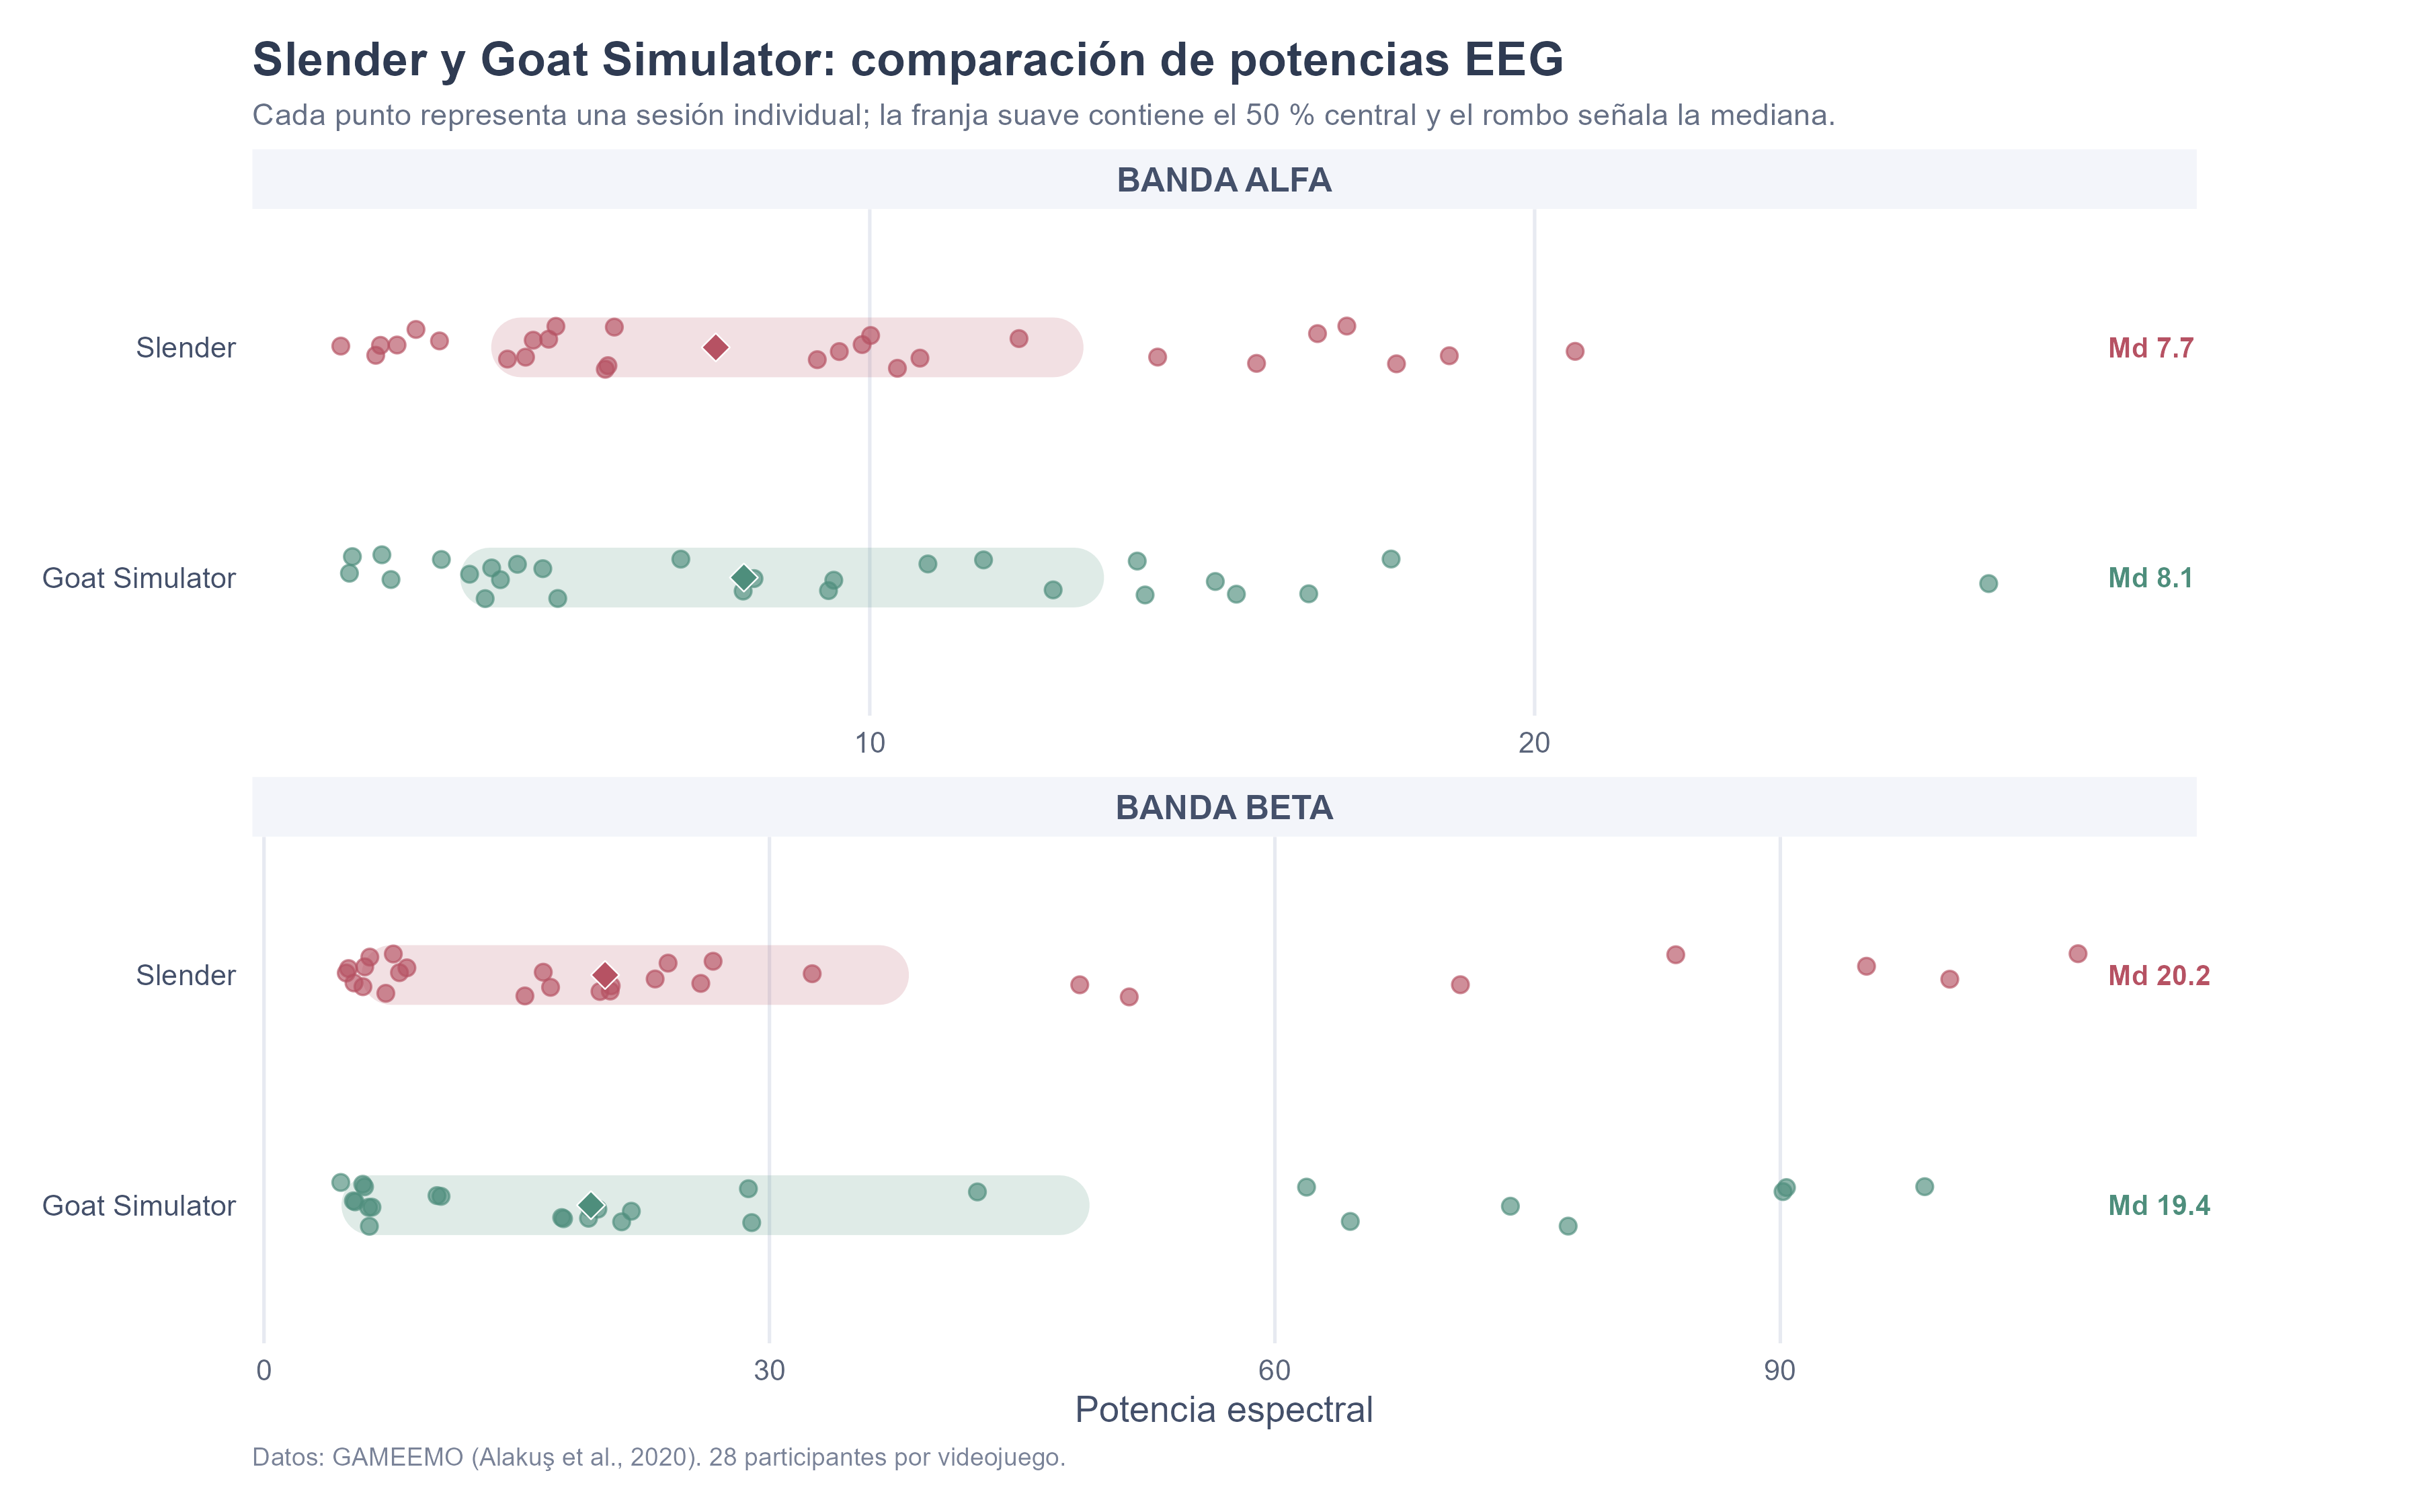 Slender y Goat Simulator: comparación de potencias EEG
Cada punto representa una sesión individual; la franja suave contiene el 50 % central y el rombo señala la mediana.
BANDA ALFA
Slender
Md 7.7
Goat Simulator
Md 8.1
10
20
BANDA BETA
Slender
Md 20.2
Goat Simulator
Md 19.4
0
30
60
90
Potencia espectral
Datos: GAMEEMO (Alakuş et al., 2020). 28 participantes por videojuego.